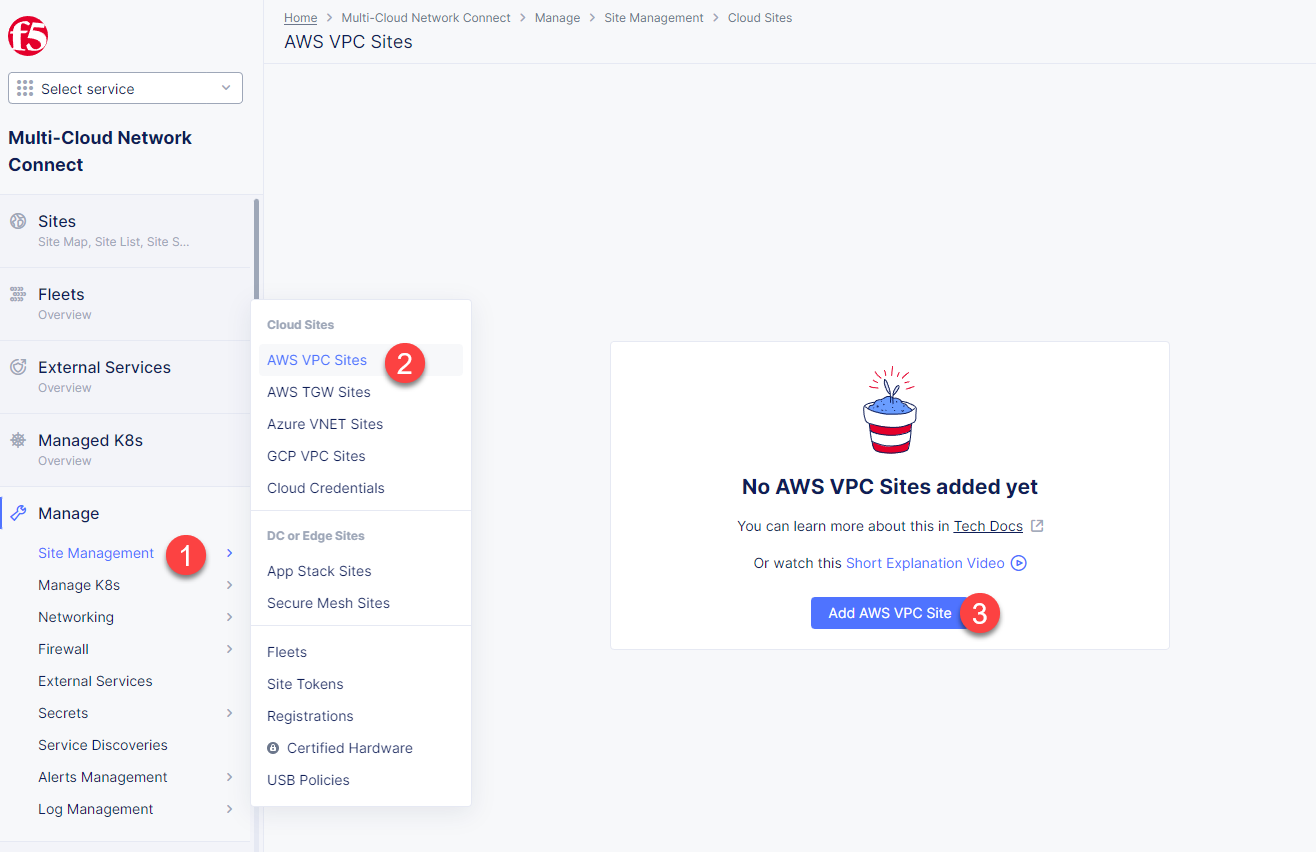 f5
Select service
Multi-Cloud Network
Connect
Sites
Site Map, Site List, Site S...
Fleets
Overview
External Services
Overview
Managed K8s
Overview
Manage
Site Management
1
Manage K8s
Networking
Firewall
External Services
Secrets
Service Discoveries
Alerts Management
Log Management
Home > Multi-Cloud Network Connect > Manage > Site Management > Cloud Sites
AWS VPC Sites
Cloud Sites
AWS VPC Sites
2
AWS TGW Sites
Azure VNET Sites
GCP VPC Sites
Cloud Credentials
DC or Edge Sites
App Stack Sites
Secure Mesh Sites
Fleets
Site Tokens
Registrations
Certified Hardware
USB Policies
No AWS VPC Sites added yet
You can learn more about this in Tech Docs
Or watch this Short Explanation Video
Add AWS VPC Site
3